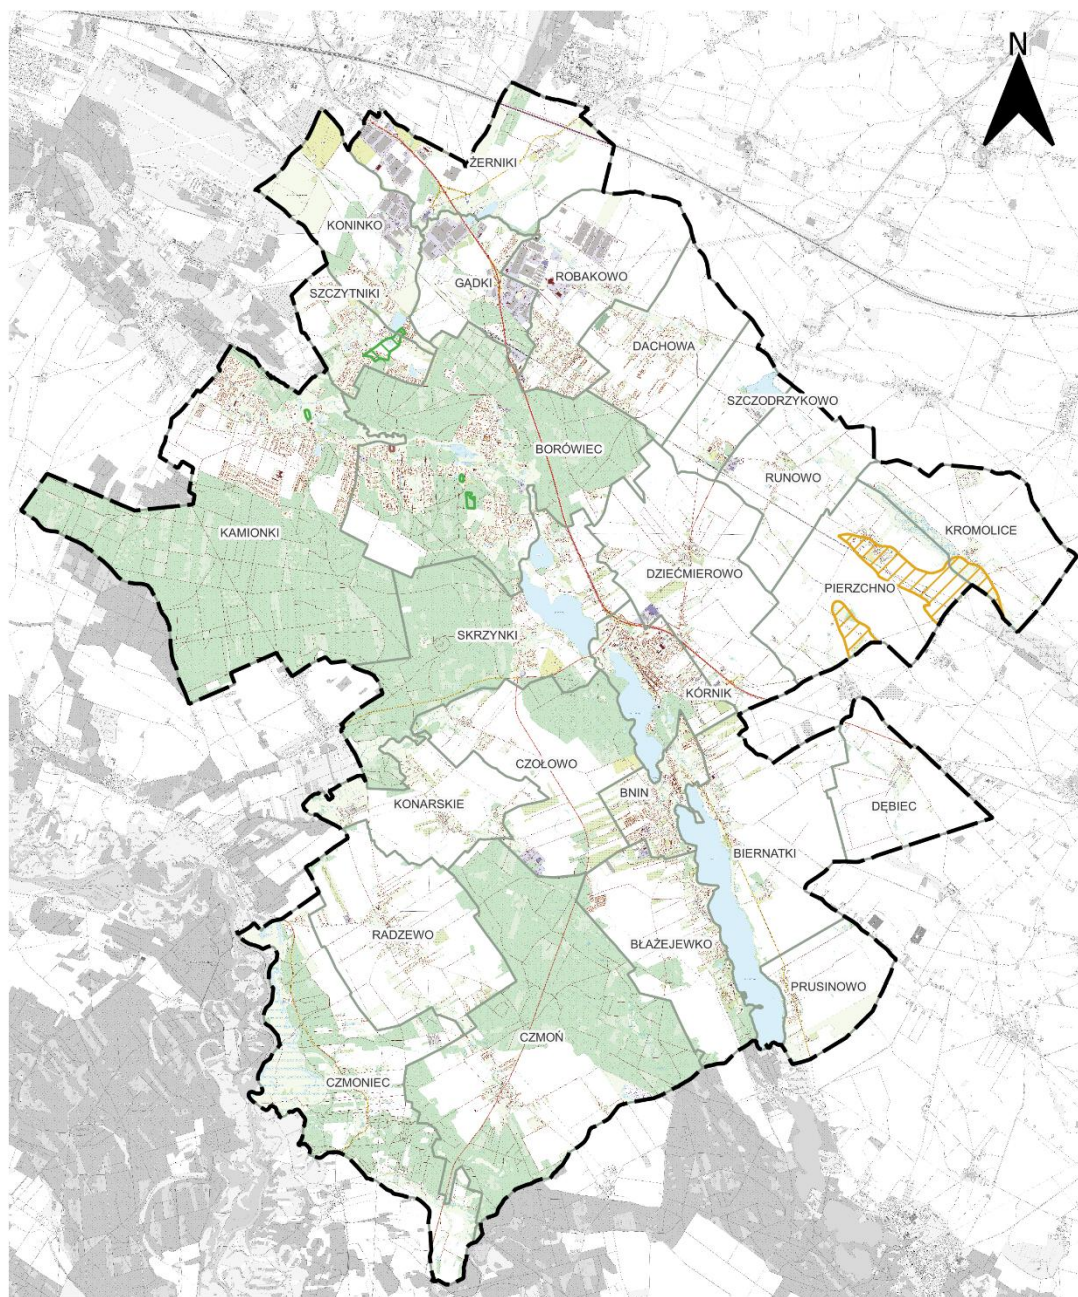 N
ŻERNIKI
KONINKO
ROBAKOWO
GĄDKI
SZCZYTNIKI
DACHOWA
SZCZODRZYKOWO
BORÓWIEC
RUNOWO
KROMOLICE
KAMIONKI
DZIEĆMIEROWO
PIERZCHNO
SKRZYNKI
KÓRNIK
CZOŁOWO
BNIN
KONARSKIE
DĘBIEC
BIERNATKI
RADZEWO
BŁAŻEJEWKO
PRUSINOWO
CZMOŃ
CZMONIEC